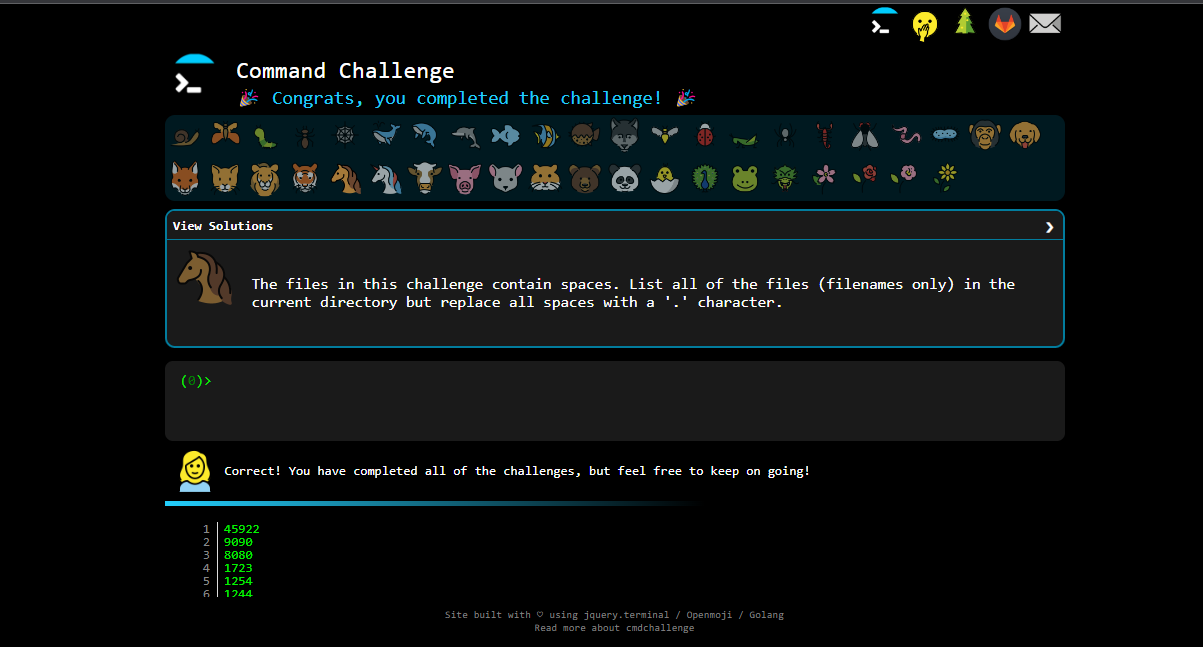 Command Challenge
Congrats, you completed the challenge!
View Solutions
The files in this challenge contain spaces. List all of the files (filenames only) in the
current directory but replace all spaces with a '.' character.
(0)>
Correct! You have completed all of the challenges, but feel free to keep on going!
1 45922
2 9090
3 8080
4 1723
5 1254
6 1244
Site built with ♡ using jquery.terminal / Openmoji / Golang
Read more about cmdchallenge